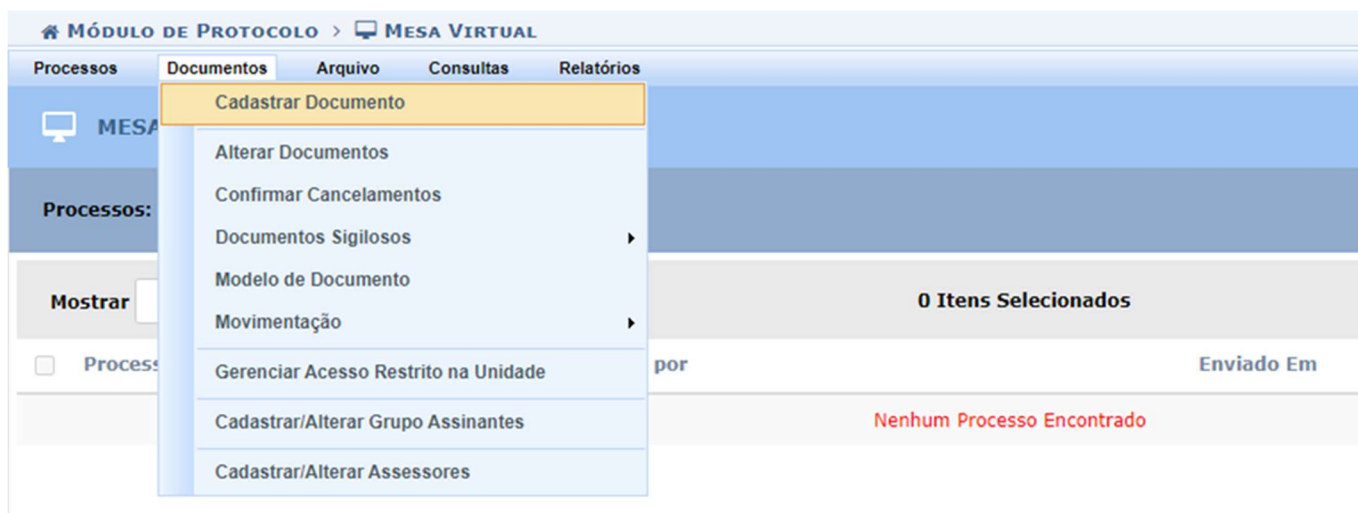 MÓDULO DE PROTOCOLO > MESA VIRTUAL
Processos Documentos Arquivo Consultas Relatórios
Cadastrar Documento
MESA
Alterar Documentos
Confirmar Cancelamentos
Processos:
Documentos Sigilosos
Modelo de Documento
Mostrar 0 Itens Selecionados
Movimentação
Process por Enviado Em
Gerenciar Acesso Restrito na Unidade
Nenhum Processo Encontrado
Cadastrar/Alterar Grupo Assinantes
Cadastrar/Alterar Assessores